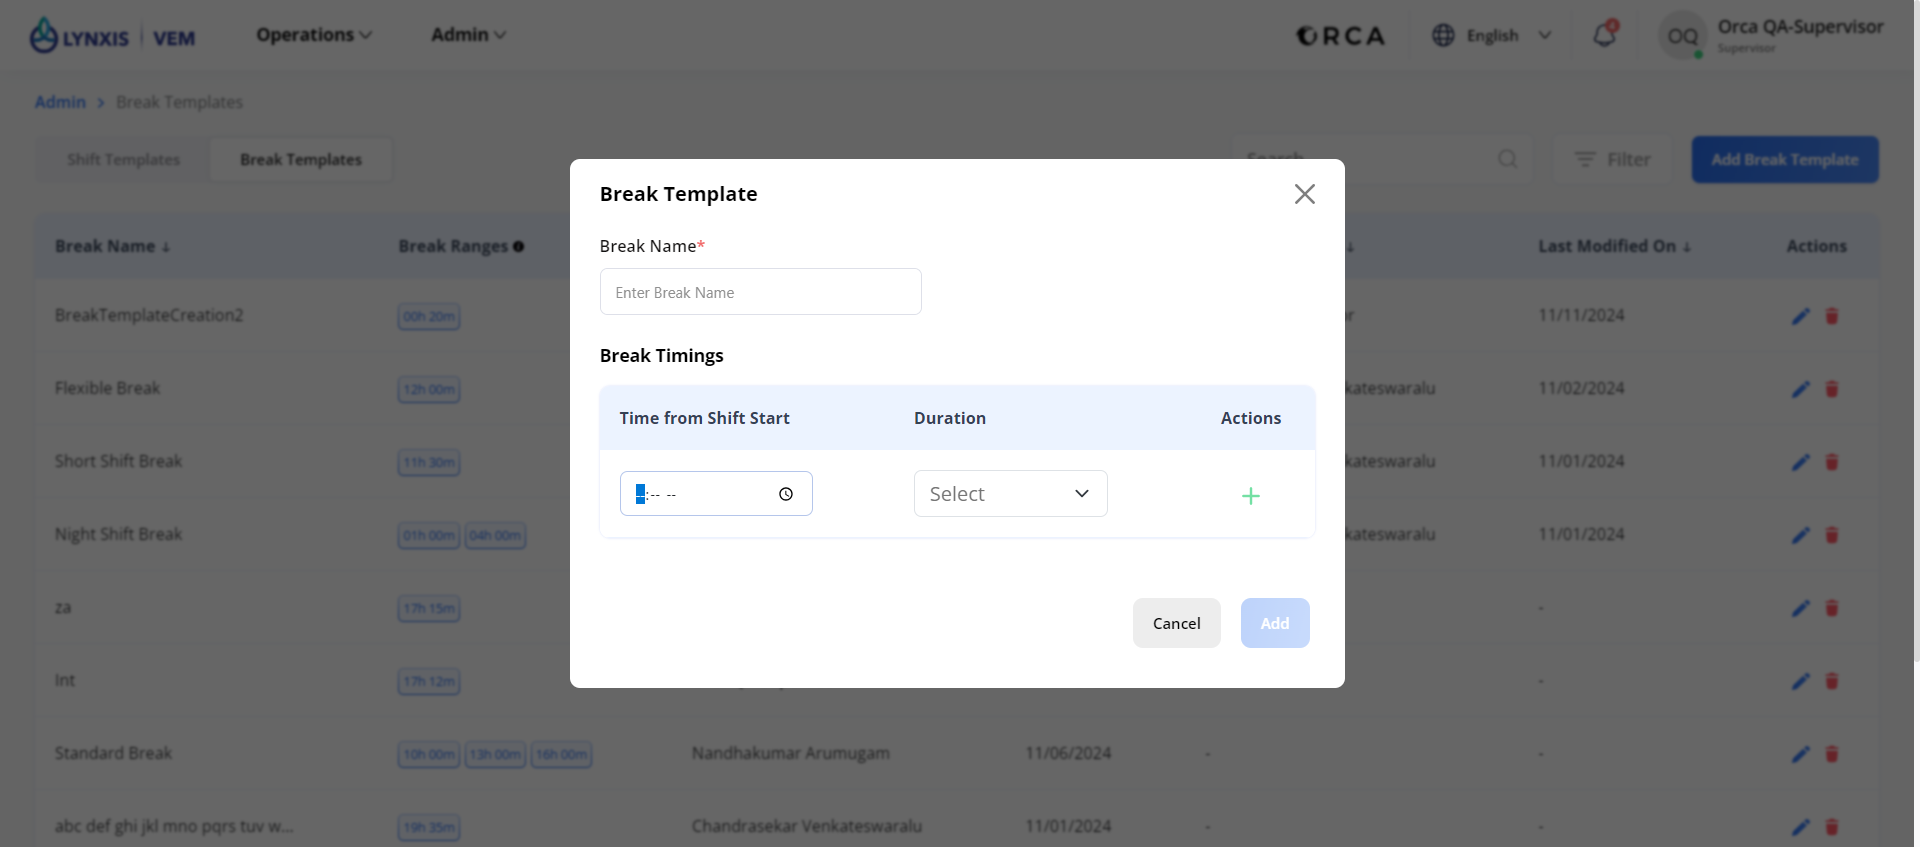 LYNXIS | VEM
Operations
Admin
ORCA
English
4
OQ
Orca QA-Supervisor
Supervisor
Admin > Break Templates
Shift Templates
Break Templates
Search
Filter
Add Break Template
Break Name ↓
Break Ranges
↓
Last Modified On ↓
Actions
BreakTemplateCreation2
00h 20m
or
11/11/2024
Flexible Break
12h 00m
kateswaralu
11/02/2024
Short Shift Break
11h 30m
kateswaralu
11/01/2024
Night Shift Break
01h 00m
04h 00m
kateswaralu
11/01/2024
za
17h 15m
-
Int
17h 12m
-
Standard Break
10h 00m
13h 00m
16h 00m
Nandhakumar Arumugam
11/06/2024
-
-
abc def ghi jkl mno pqrs tuv w...
19h 35m
Chandrasekar Venkateswaralu
11/01/2024
-
-
Break Template
Break Name*
Enter Break Name
Break Timings
Time from Shift Start
Duration
Actions
--:-- --
Select
Cancel
Add